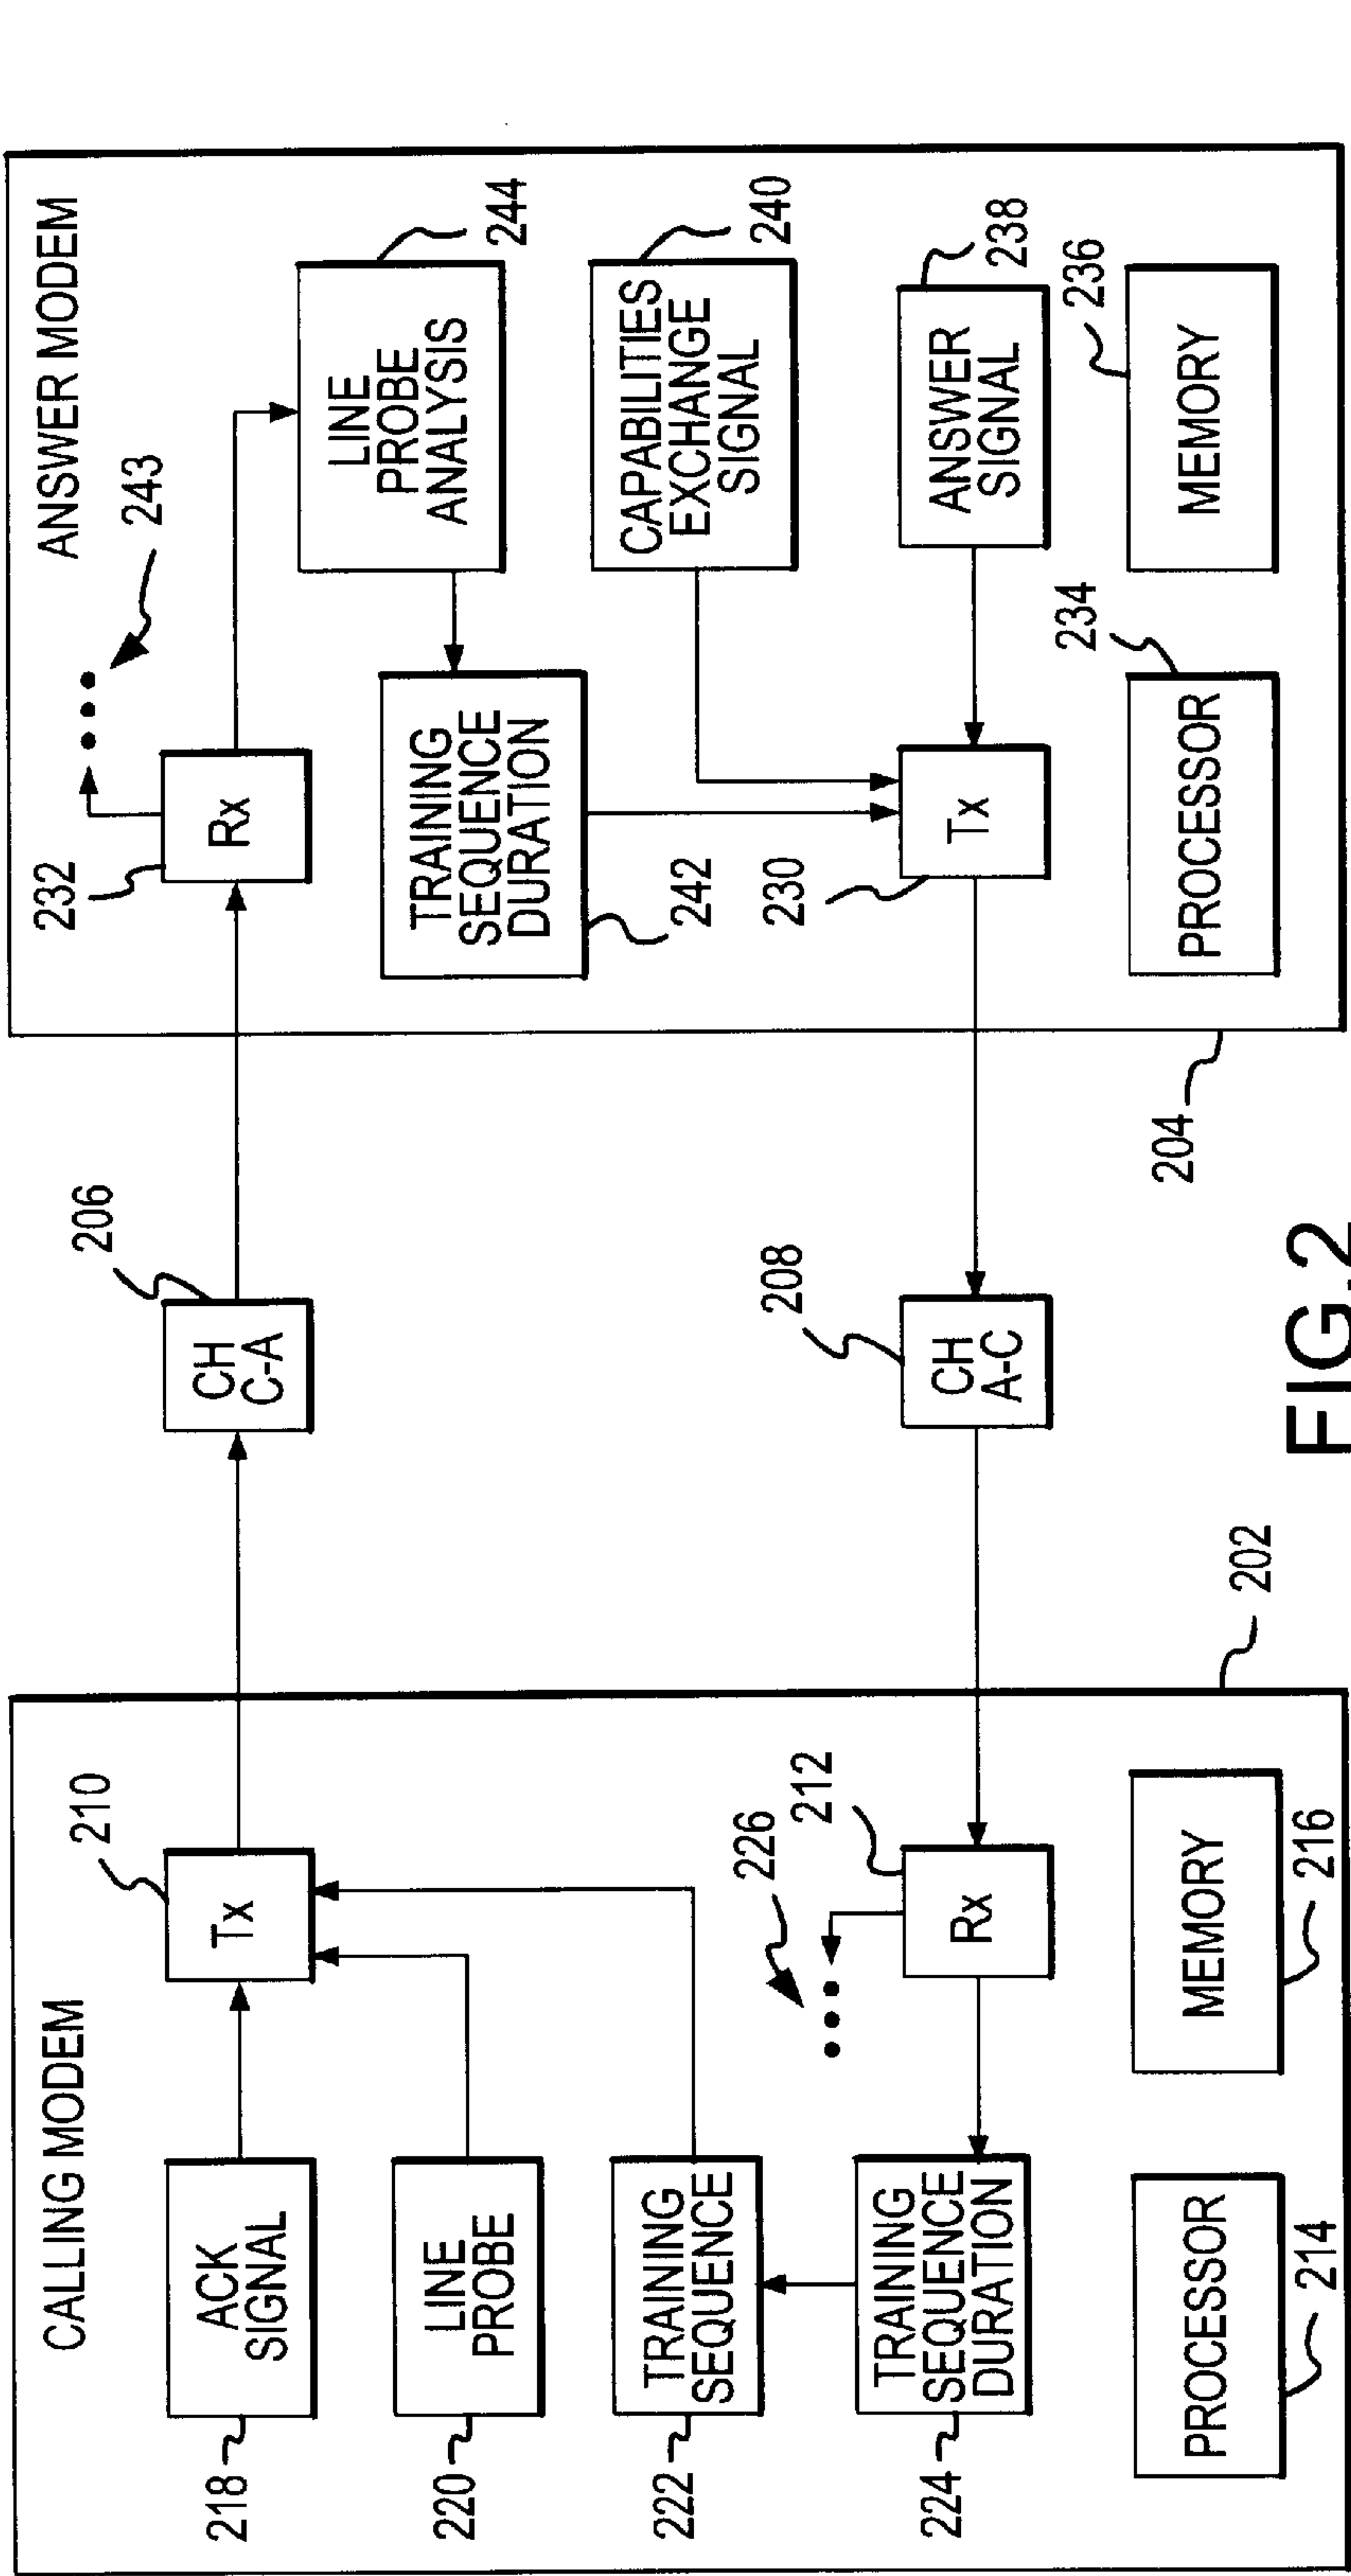 CALLING MODEM
210
ACK
SIGNAL
218
Tx
LINE
PROBE
220
TRAINING
SEQUENCE
222
226
212
TRAINING
SEQUENCE
DURATION
224
Rx
PROCESSOR
214
MEMORY
216
202
206
CH
C-A
208
CH
A-C
204
ANSWER MODEM
232
Rx
243
LINE
PROBE
ANALYSIS
244
TRAINING
SEQUENCE
DURATION
242
CAPABILITIES
EXCHANGE
SIGNAL
240
230
Tx
ANSWER
SIGNAL
238
234
PROCESSOR
236
MEMORY
FIG.2